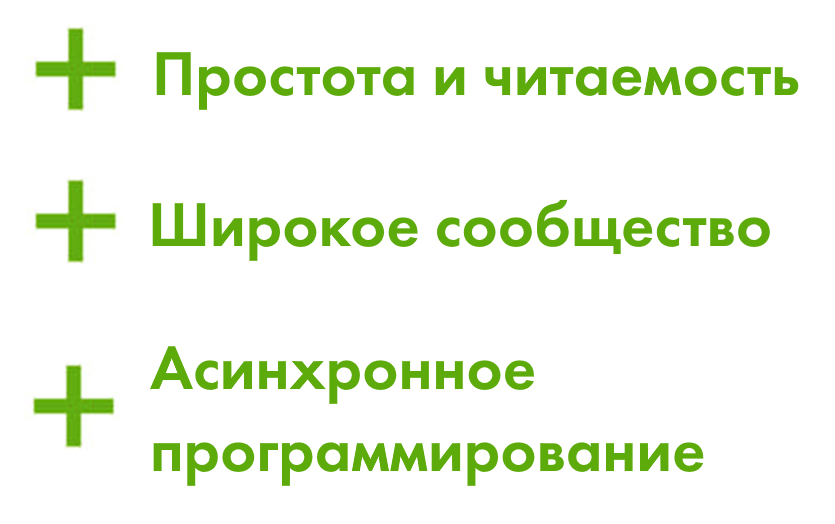 Простота и читаемость
Широкое сообщество
Асинхронное
программирование